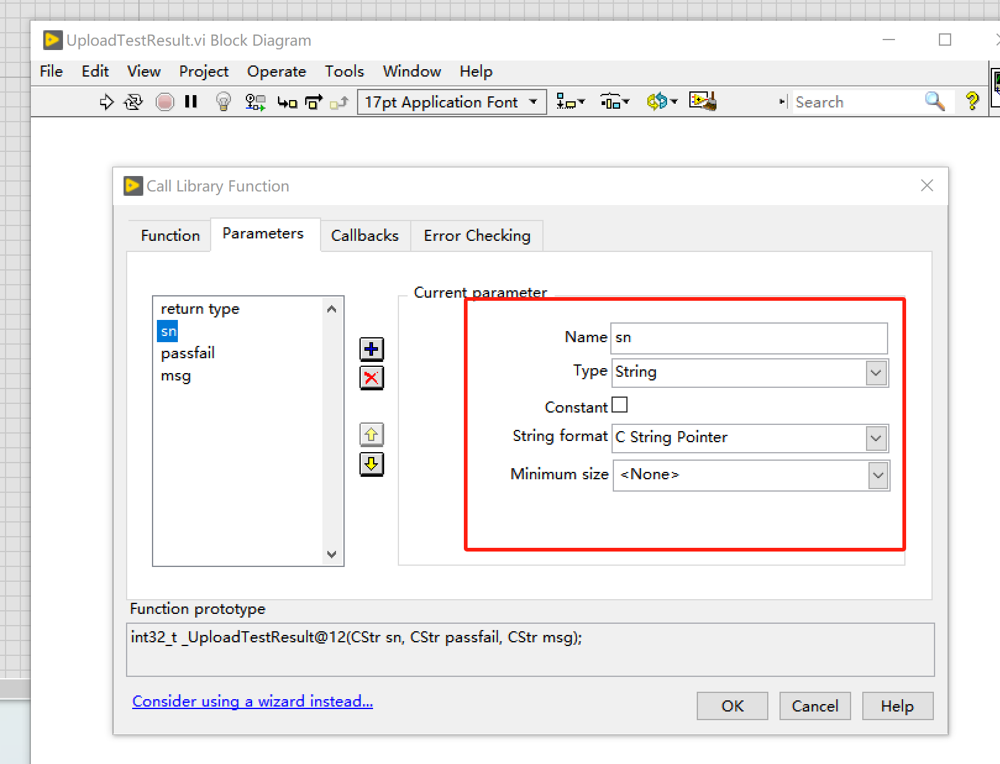 UploadTestResult.vi Block Diagram
File Edit View Project Operate Tools Window Help
17pt Application Font
Search
Call Library Function
Function Parameters Callbacks Error Checking
return type
sn
passfail
msg
Current parameter
Name sn
Type String
Constant
String format C String Pointer
Minimum size <None>
Function prototype
int32_t _UploadTestResult@12(CStr sn, CStr passfail, CStr msg);
Consider using a wizard instead...
OK Cancel Help